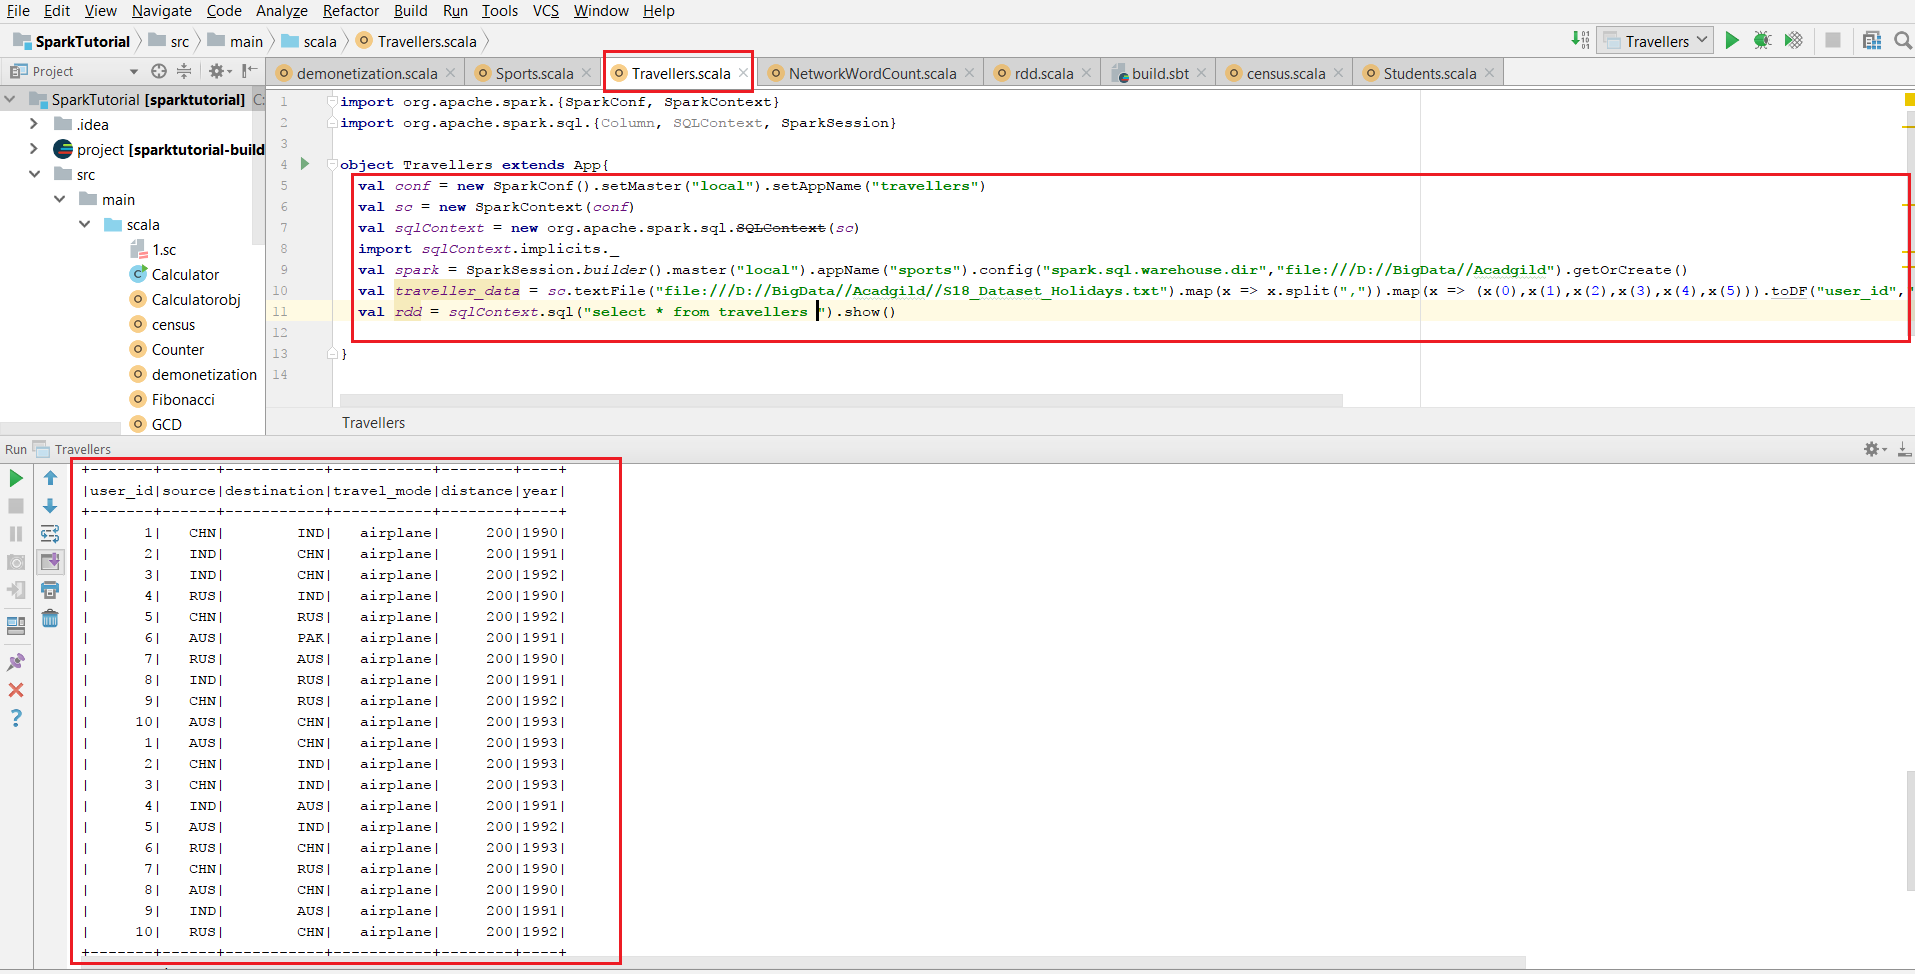 File Edit View Navigate Code Analyze Refactor Build Run Tools VCS Window Help
SparkTutorial src main scala Travellers.scala Travellers
Project demonetization.scala Sports.scala Travellers.scala NetworkWordCount.scala rdd.scala build.sbt census.scala Students.scala
SparkTutorial [sparktutorial] C:
.idea
project [sparktutorial-build
src
main
scala
1.sc
Calculator
Calculatorobj
census
Counter
demonetization
Fibonacci
GCD
1 import org.apache.spark.{SparkConf, SparkContext}
2 import org.apache.spark.sql.{Column, SQLContext, SparkSession}
3
4 object Travellers extends App{
5 val conf = new SparkConf().setMaster("local").setAppName("travellers")
6 val sc = new SparkContext(conf)
7 val sqlContext = new org.apache.spark.sql.SQLContext(sc)
8 import sqlContext.implicits._
9 val spark = SparkSession.builder().master("local").appName("sports").config("spark.sql.warehouse.dir","file:///D://BigData//Acadgild").getOrCreate()
10 val traveller_data = sc.textFile("file:///D://BigData//Acadgild//S18_Dataset_Holidays.txt").map(x => x.split(",")).map(x => (x(0),x(1),x(2),x(3),x(4),x(5))).toDF("user_id","
11 val rdd = sqlContext.sql("select * from travellers ").show()
12
13 }
14
Travellers
Run Travellers
+-------+------+-----------+-----------+--------+----+
|user_id|source|destination|travel_mode|distance|year|
+-------+------+-----------+-----------+--------+----+
|      1|   CHN|        IND|   airplane|     200|1990|
|      2|   IND|        CHN|   airplane|     200|1991|
|      3|   IND|        CHN|   airplane|     200|1992|
|      4|   RUS|        IND|   airplane|     200|1990|
|      5|   CHN|        RUS|   airplane|     200|1992|
|      6|   AUS|        PAK|   airplane|     200|1991|
|      7|   RUS|        AUS|   airplane|     200|1990|
|      8|   IND|        RUS|   airplane|     200|1991|
|      9|   CHN|        RUS|   airplane|     200|1992|
|     10|   AUS|        CHN|   airplane|     200|1993|
|      1|   AUS|        CHN|   airplane|     200|1993|
|      2|   CHN|        IND|   airplane|     200|1993|
|      3|   CHN|        IND|   airplane|     200|1993|
|      4|   IND|        AUS|   airplane|     200|1991|
|      5|   AUS|        IND|   airplane|     200|1992|
|      6|   RUS|        CHN|   airplane|     200|1993|
|      7|   CHN|        RUS|   airplane|     200|1990|
|      8|   AUS|        CHN|   airplane|     200|1990|
|      9|   IND|        AUS|   airplane|     200|1991|
|     10|   RUS|        CHN|   airplane|     200|1992|
+-------+------+-----------+-----------+--------+----+